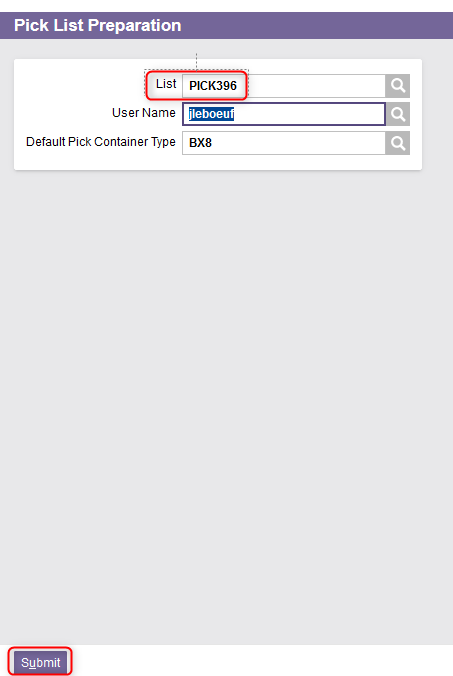 Pick List Preparation
List PICK396
User Name jleboeuf
Default Pick Container Type BX8
Submit